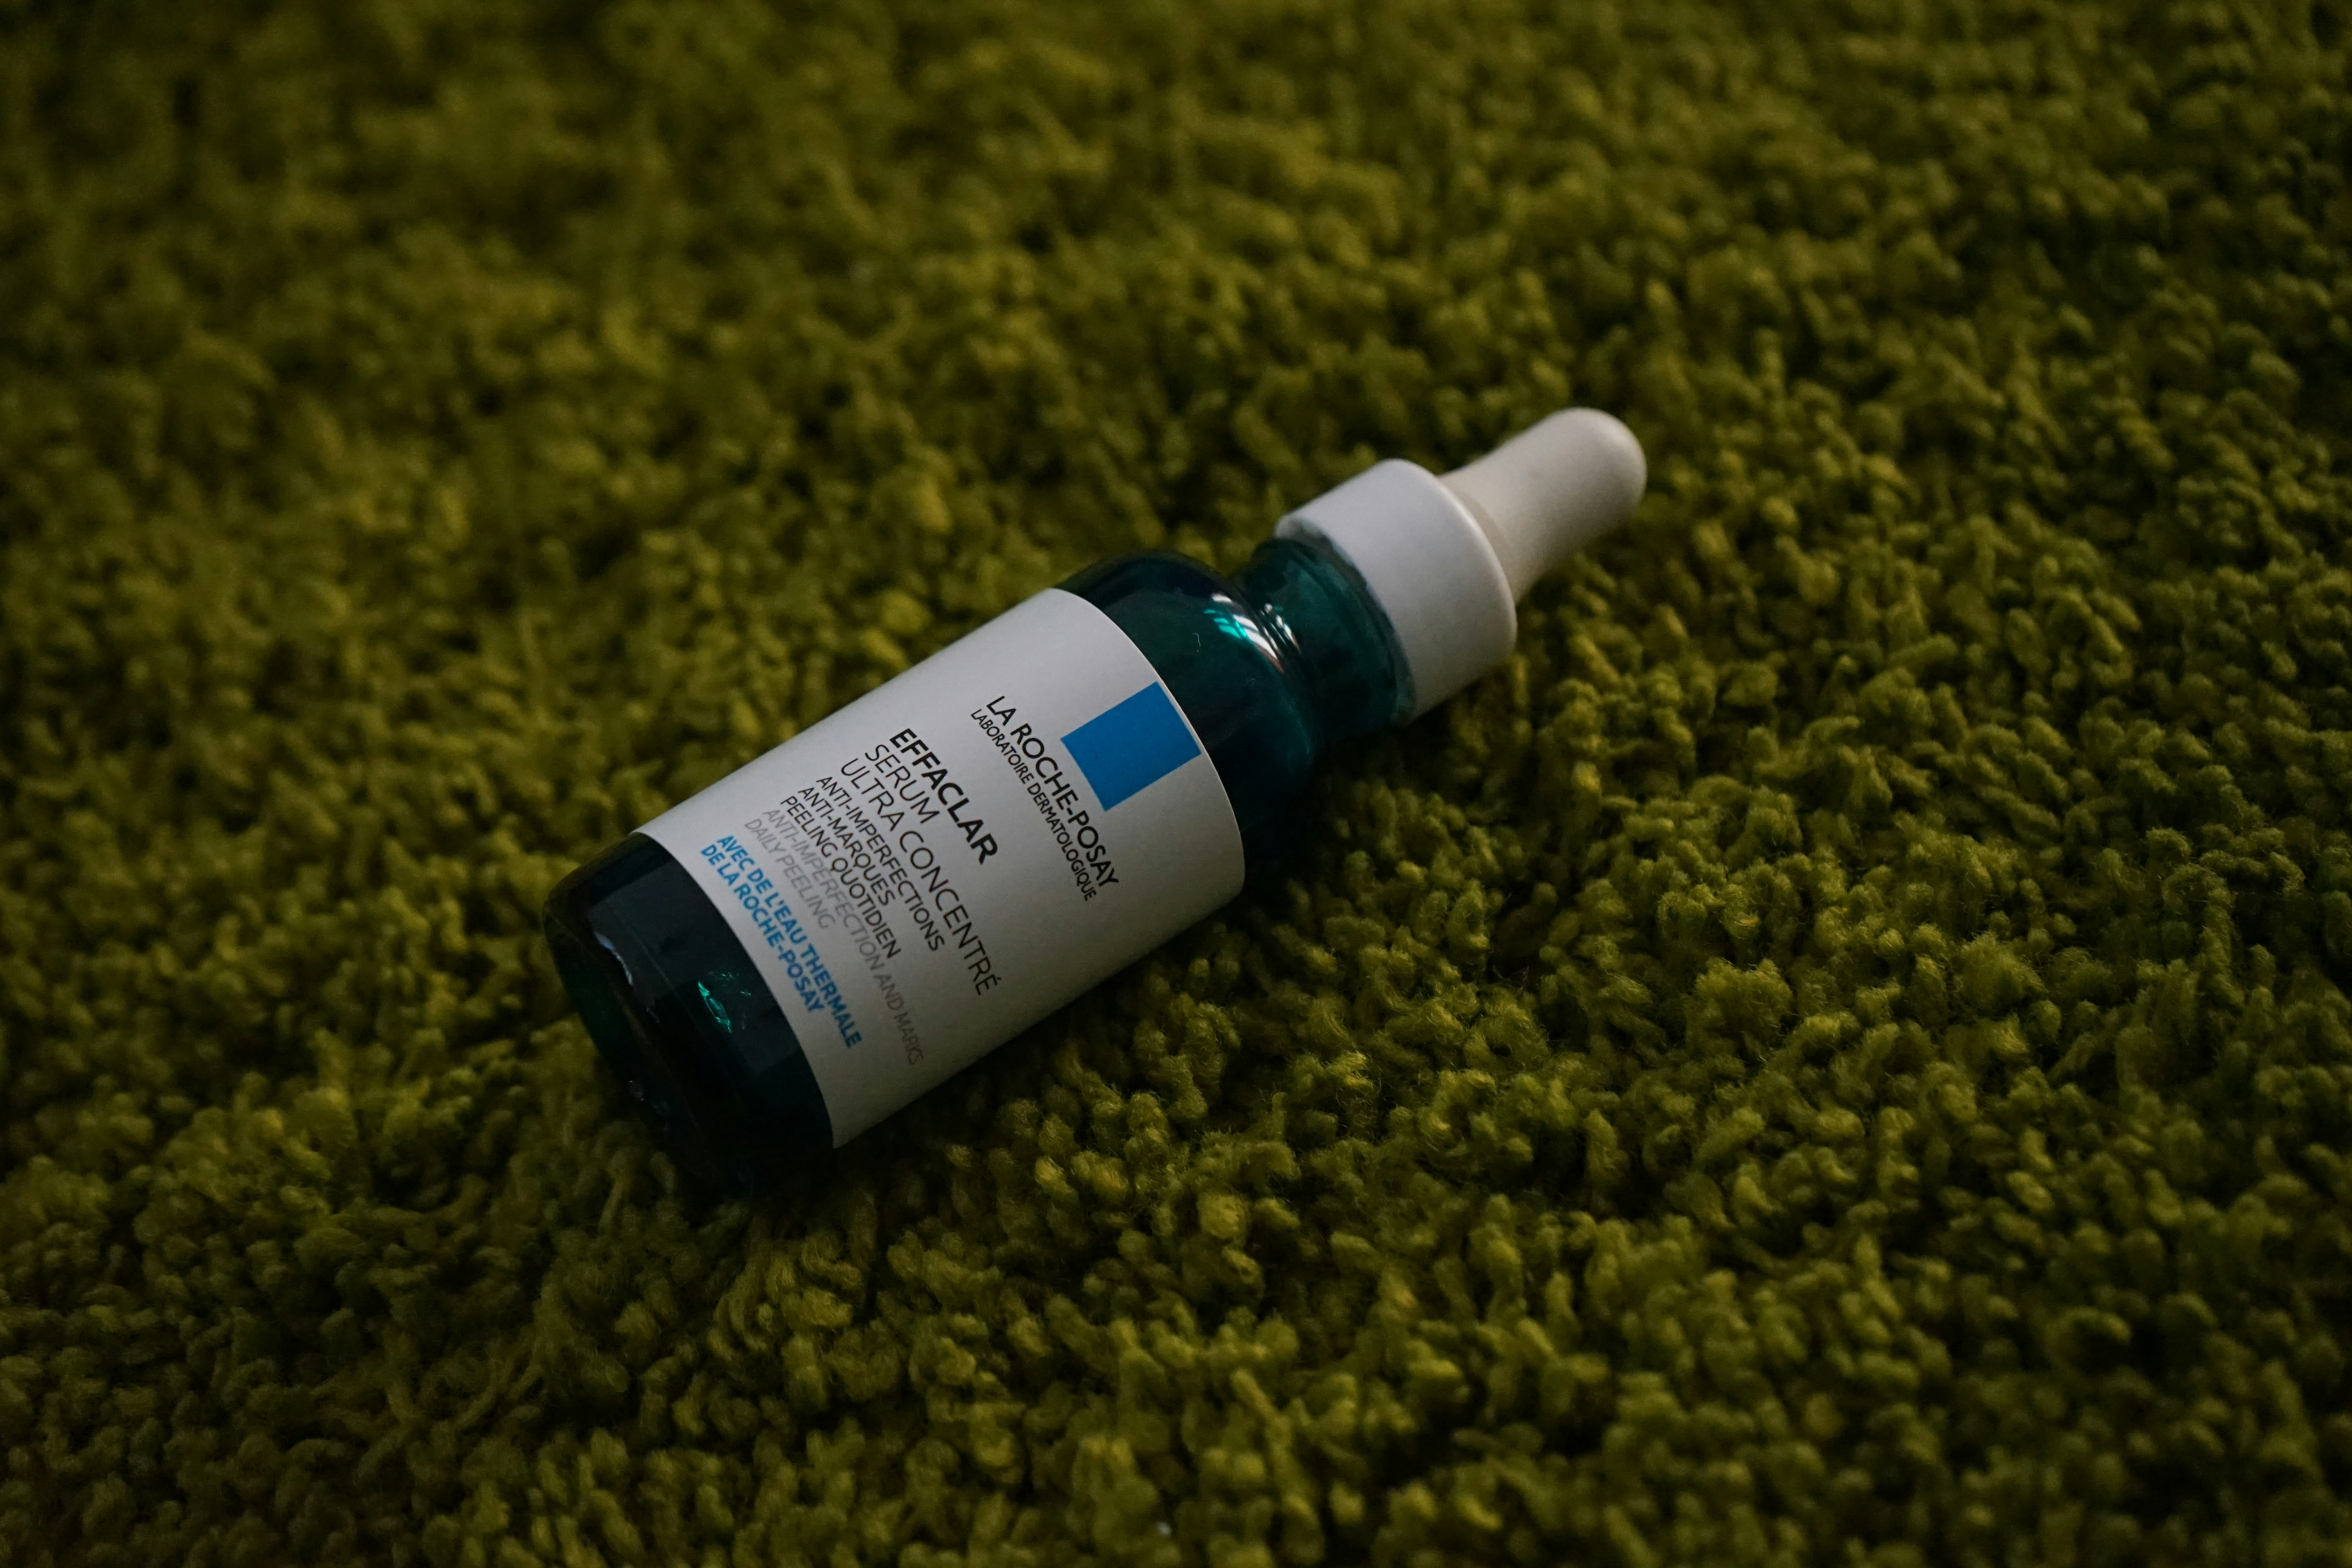 LA ROCHE-POSAY
LABORATOIRE DERMATOLOGIQUE
EFFACLAR
SERUM
ULTRA CONCENTRÉ
ANTI-IMPERFECTIONS
ANTI-MARQUES
PEELING QUOTIDIEN
ANTI-IMPERFECTION AND MARKS
DAILY PEELING
AVEC DE L'EAU THERMALE
DE LA ROCHE-POSAY